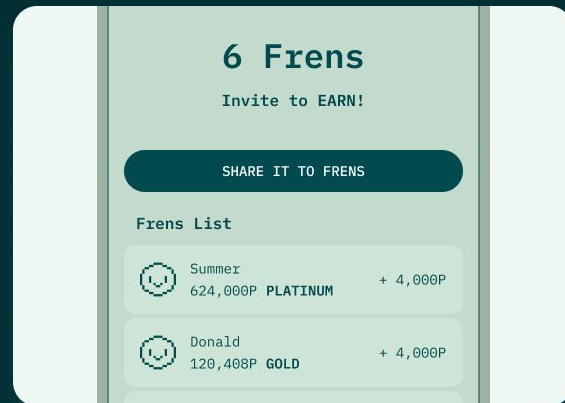 6 Frens
Invite to EARN!
SHARE IT TO FRENS
Frens List
Summer
624,000P PLATINUM
+ 4,000P
Donald
120,408P GOLD
+ 4,000P